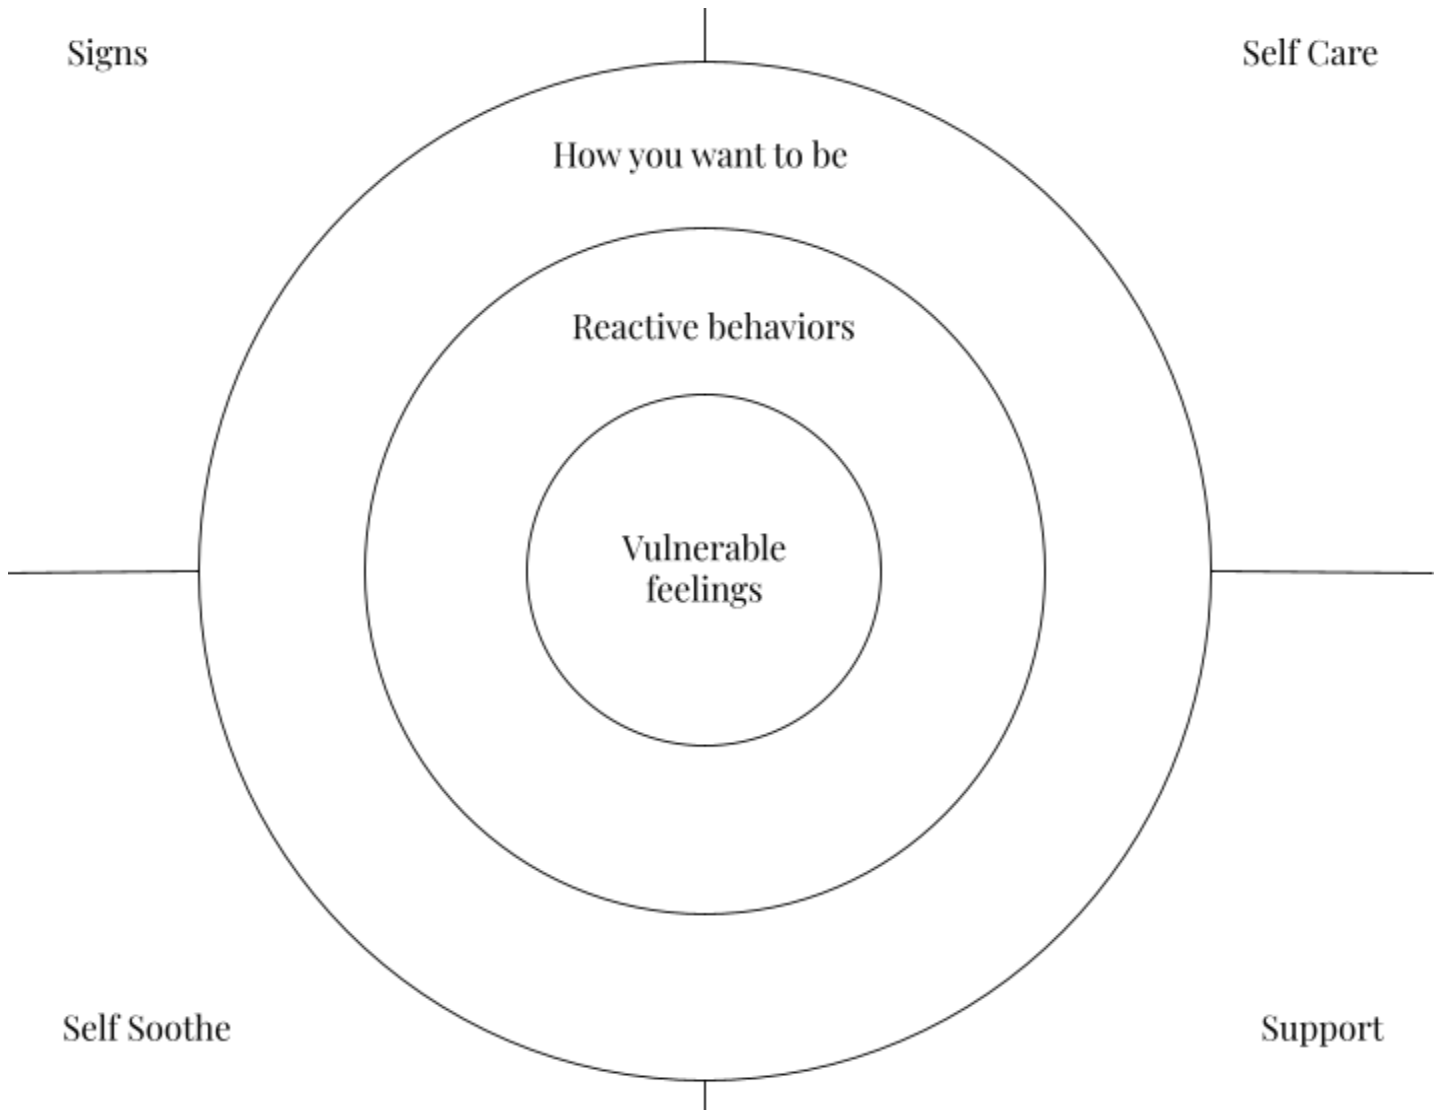 Signs
Self Care
How you want to be
Reactive behaviors
Vulnerable
feelings
Self Soothe
Support